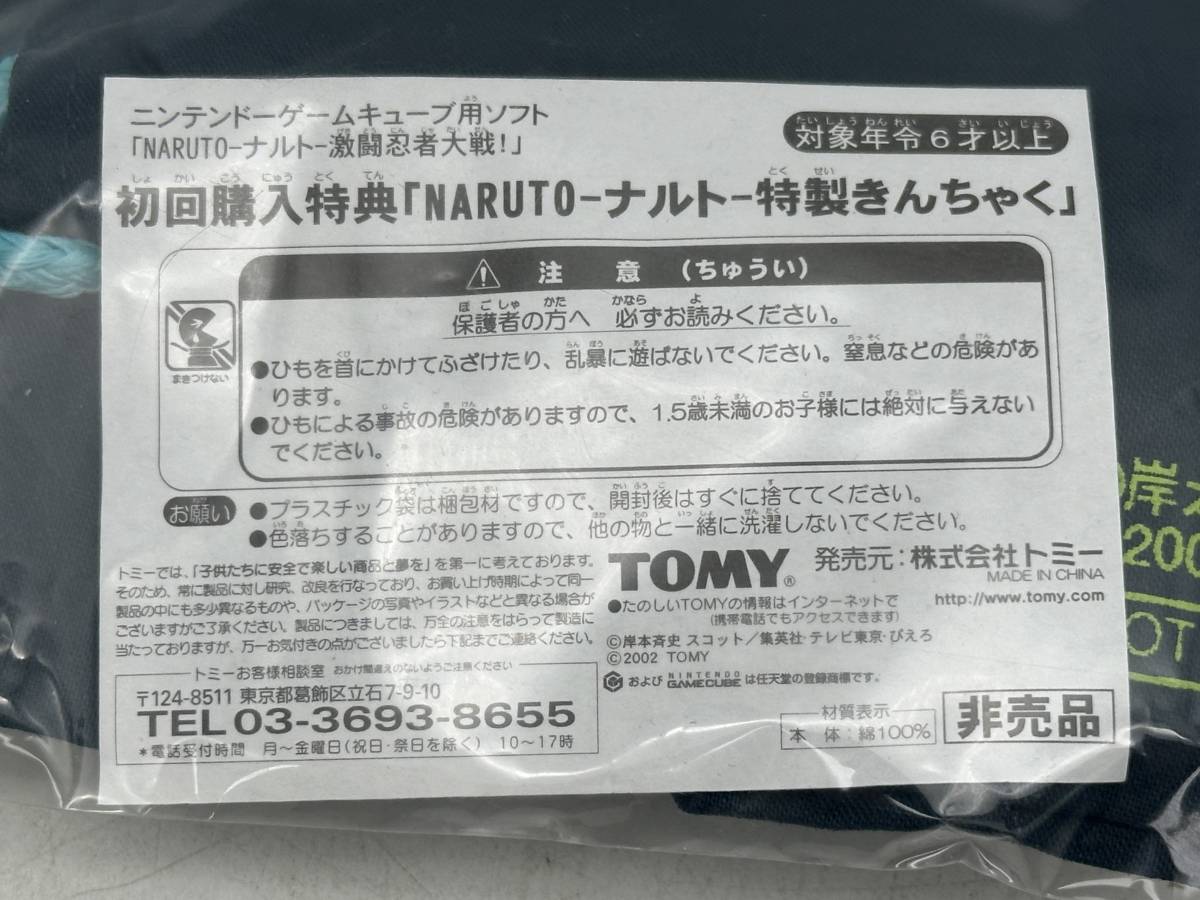 ニンテンドーゲームキューブ用ソフト
「NARUTO-ナルト-激闘忍者大戦!」
対象年令6才以上
初回購入特典「NARUTO-ナルト-特製きんちゃく」
注意(ちゅうい)
保護者の方へ 必ずお読みください。
まきつけない
●ひもを首にかけてふざけたり、乱暴に遊ばないでください。窒息などの危険があ
ります。
●ひもによる事故の危険がありますので、1.5歳未満のお子様には絶対に与えない
でください。
お願い
●プラスチック袋は梱包材ですので、開封後はすぐに捨ててください。
●色落ちすることがありますので、他の物と一緒に洗濯しないでください。
トミーでは、「子供たちに安全で楽しい商品と夢を」を第一に考えております。
そのため、常に製品に対し研究、改良を行なっており、お買い上げ時期によって同一
製品の中にも多少異なるものや、パッケージの写真やイラストなどと異なる場合が
ございますがご了承ください。製品につきましては、万全の注意をはらって製造に
当たっておりますが、万一お気付きの点がございましたら下記までご連絡ください。
トミーお客様相談室 おかけ間違えのないようご注意ください
〒124-8511 東京都葛飾区立石7-9-10
TEL03-3693-8655
*電話受付時間 月～金曜日(祝日・祭日を除く) 10～17時
TOMY® 発売元:株式会社トミー
MADE IN CHINA
●たのしいTOMYの情報はインターネットで http://www.tomy.com
(携帯電話でもアクセスできます)
©岸本斉史 スコット/集英社・テレビ東京・ぴえろ
©2002 TOMY
および NINTENDO GAMECUBE は任天堂の登録商標です。
材質表示
本 体:綿100%
非売品
岸
200
OT